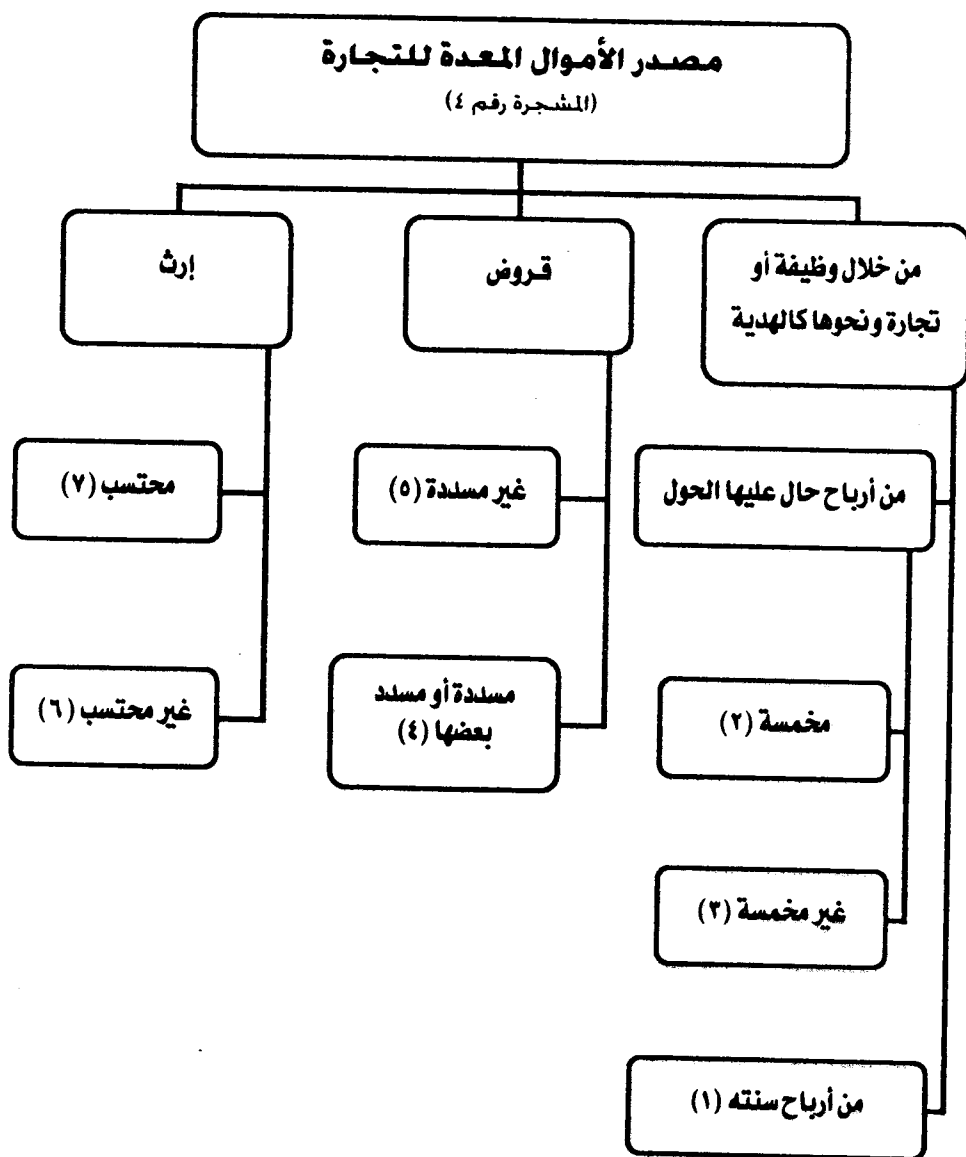 مصدر الأموال المعدة للتجارة
(المشجرة رقم ٤)
من خلال وظيفة أو
تجارة ونحوها كالهدية
قروض
إرث
من أرباح حال عليها الحول
غير مسددة (٥)
محتسب (٧)
مخمسة (٢)
مسددة أو مسدد
بعضها (٤)
غير محتسب (٦)
غير مخمسة (٣)
من أرباح سنته (١)